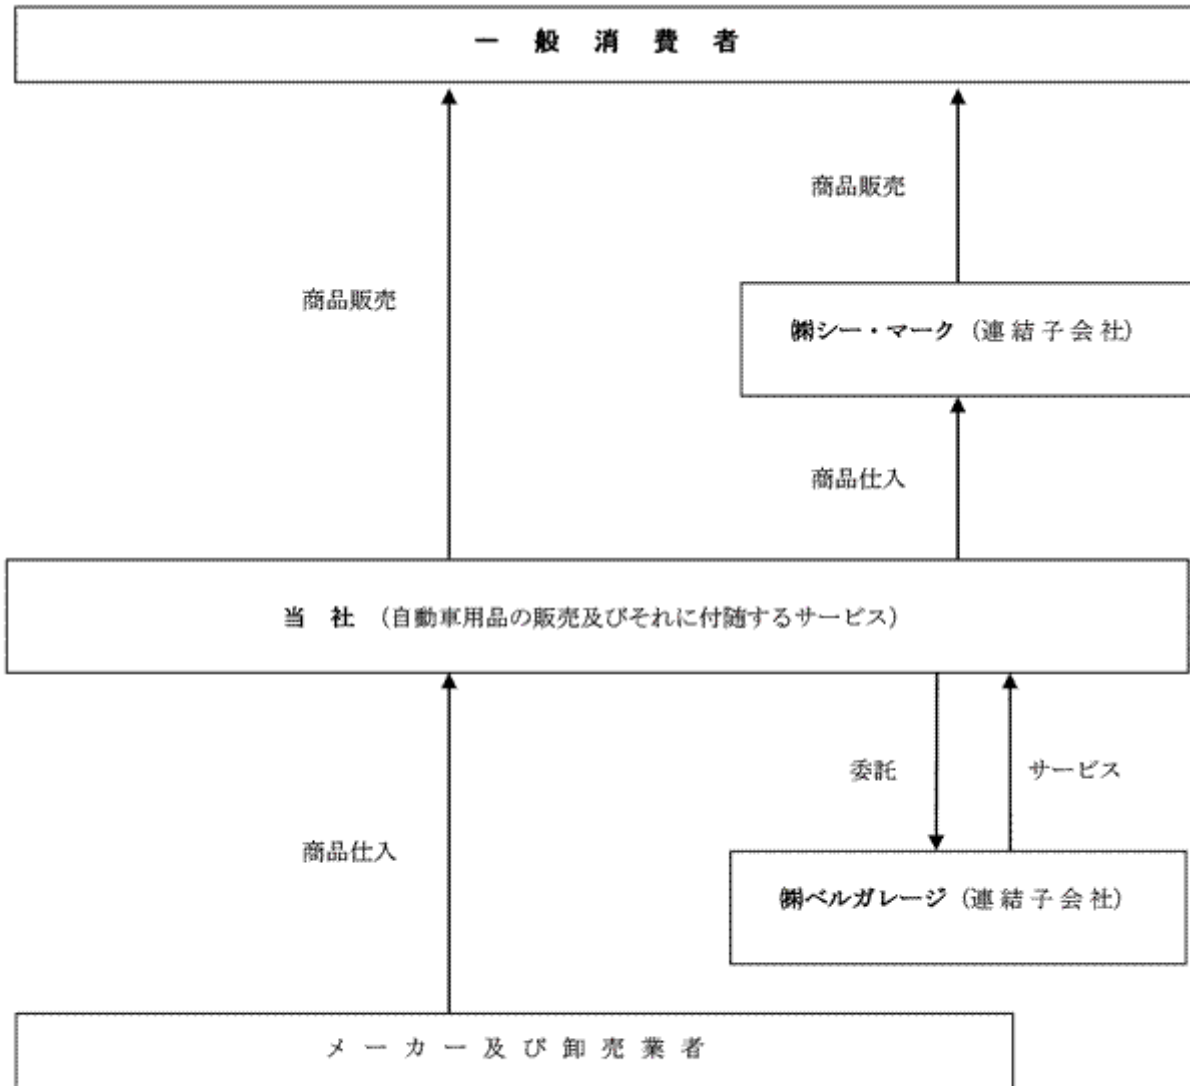 一般消費者
商品販売
商品販売
㈱シー・マーク（連結子会社）
商品仕入
当社（自動車用品の販売及びそれに付随するサービス）
委託
サービス
商品仕入
㈱ベルガレージ（連結子会社）
メーカー及び卸売業者